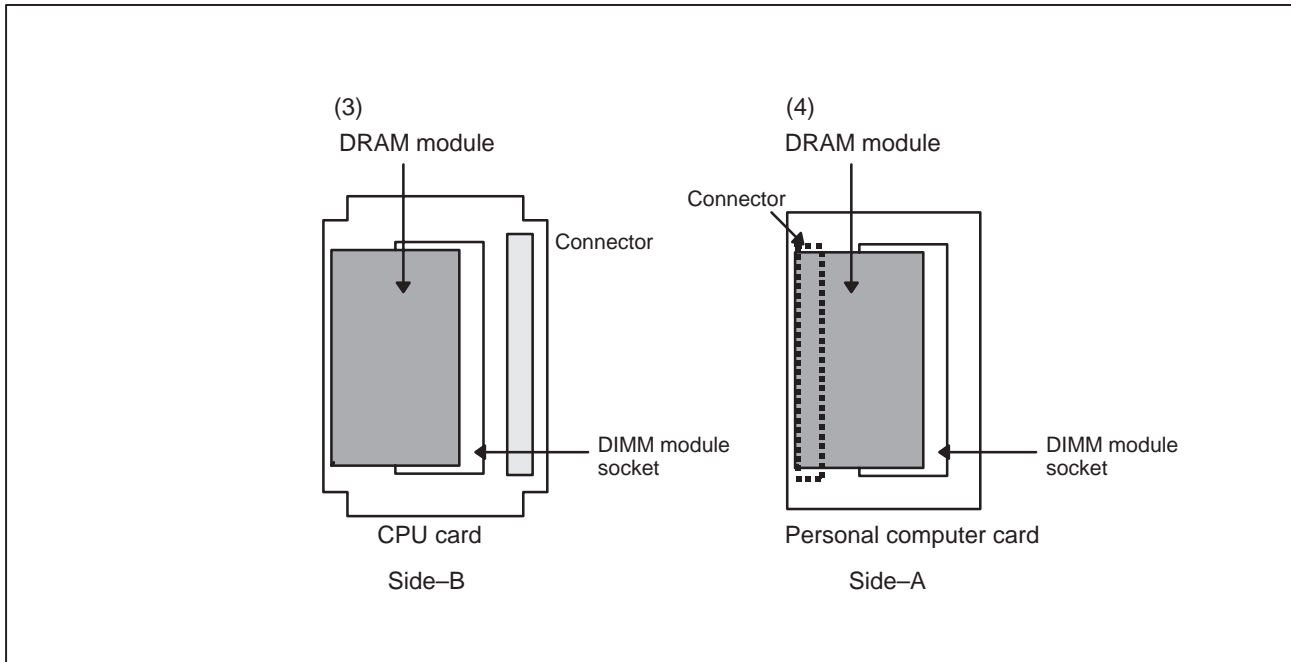 (3)
DRAM module
Connector
DIMM module
socket
CPU card
Side–B
(4)
DRAM module
Connector
DIMM module
socket
Personal computer card
Side–A